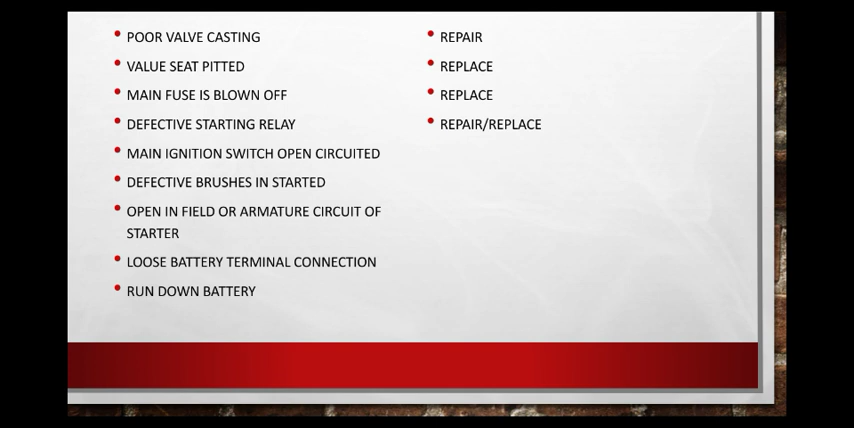 • POOR VALVE CASTING
• VALUE SEAT PITTED
• MAIN FUSE IS BLOWN OFF
• DEFECTIVE STARTING RELAY
• MAIN IGNITION SWITCH OPEN CIRCUITED
• DEFECTIVE BRUSHES IN STARTED
• OPEN IN FIELD OR ARMATURE CIRCUIT OF
STARTER
• LOOSE BATTERY TERMINAL CONNECTION
• RUN DOWN BATTERY
• REPAIR
• REPLACE
• REPLACE
• REPAIR/REPLACE